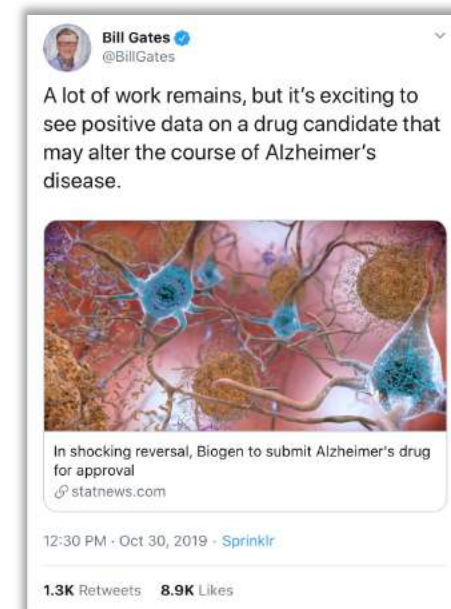 Bill Gates
@BillGates
A lot of work remains, but it's exciting to
see positive data on a drug candidate that
may alter the course of Alzheimer's
disease.
In shocking reversal, Biogen to submit Alzheimer's drug
for approval
statnews.com
12:30 PM · Oct 30, 2019 · Sprinklr
1.3K Retweets 8.9K Likes